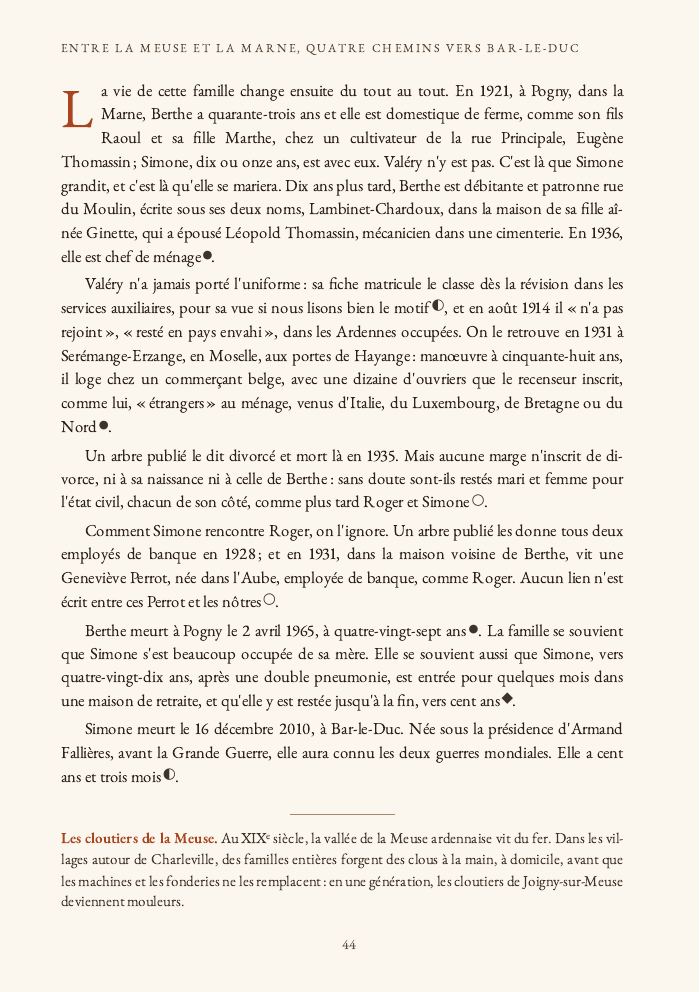 ENTRE LA MEUSE ET LA MARNE, QUATRE CHEMINS VERS BAR-LE-DUC
La vie de cette famille change ensuite du tout au tout. En 1921, à Pogny, dans la
Marne, Berthe a quarante-trois ans et elle est domestique de ferme, comme son fils
Raoul et sa fille Marthe, chez un cultivateur de la rue Principale, Eugène
Thomassin ; Simone, dix ou onze ans, est avec eux. Valéry n'y est pas. C'est là que Simone
grandit, et c'est là qu'elle se mariera. Dix ans plus tard, Berthe est débitante et patronne rue
du Moulin, écrite sous ses deux noms, Lambinet-Chardoux, dans la maison de sa fille aî-
née Ginette, qui a épousé Léopold Thomassin, mécanicien dans une cimenterie. En 1936,
elle est chef de ménage●.
Valéry n'a jamais porté l'uniforme : sa fiche matricule le classe dès la révision dans les
services auxiliaires, pour sa vue si nous lisons bien le motif◐, et en août 1914 il « n'a pas
rejoint », « resté en pays envahi », dans les Ardennes occupées. On le retrouve en 1931 à
Serémange-Erzange, en Moselle, aux portes de Hayange : manœuvre à cinquante-huit ans,
il loge chez un commerçant belge, avec une dizaine d'ouvriers que le recenseur inscrit,
comme lui, « étrangers » au ménage, venus d'Italie, du Luxembourg, de Bretagne ou du
Nord●.
Un arbre publié le dit divorcé et mort là en 1935. Mais aucune marge n'inscrit de di-
vorce, ni à sa naissance ni à celle de Berthe : sans doute sont-ils restés mari et femme pour
l'état civil, chacun de son côté, comme plus tard Roger et Simone○.
Comment Simone rencontre Roger, on l'ignore. Un arbre publié les donne tous deux
employés de banque en 1928 ; et en 1931, dans la maison voisine de Berthe, vit une
Geneviève Perrot, née dans l'Aube, employée de banque, comme Roger. Aucun lien n'est
écrit entre ces Perrot et les nôtres○.
Berthe meurt à Pogny le 2 avril 1965, à quatre-vingt-sept ans●. La famille se souvient
que Simone s'est beaucoup occupée de sa mère. Elle se souvient aussi que Simone, vers
quatre-vingt-dix ans, après une double pneumonie, est entrée pour quelques mois dans
une maison de retraite, et qu'elle y est restée jusqu'à la fin, vers cent ans◆.
Simone meurt le 16 décembre 2010, à Bar-le-Duc. Née sous la présidence d'Armand
Fallières, avant la Grande Guerre, elle aura connu les deux guerres mondiales. Elle a cent
ans et trois mois◐.
Les cloutiers de la Meuse. Au XIXe siècle, la vallée de la Meuse ardennaise vit du fer. Dans les vil-
lages autour de Charleville, des familles entières forgent des clous à la main, à domicile, avant que
les machines et les fonderies ne les remplacent : en une génération, les cloutiers de Joigny-sur-Meuse
deviennent mouleurs.
44